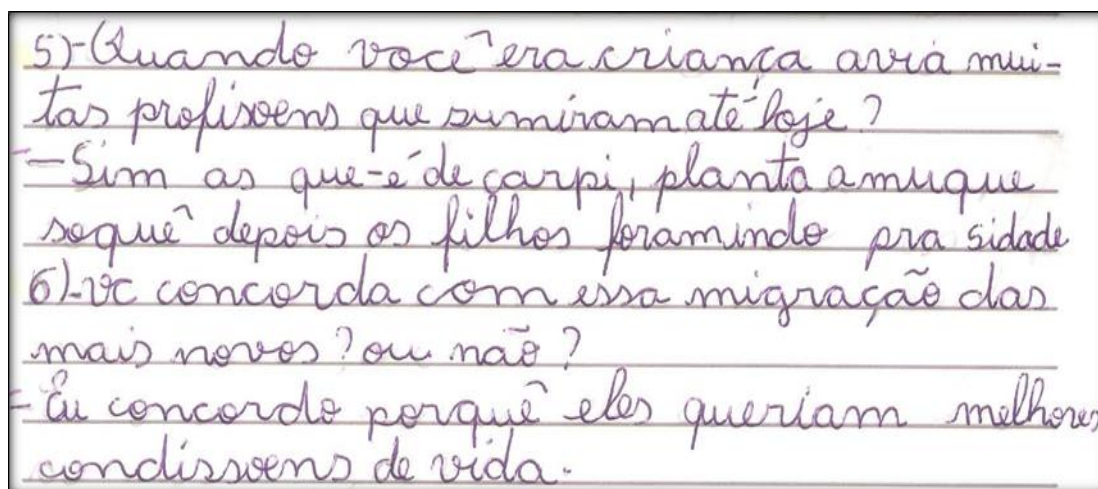 5)-Quando você era criança avia mui-
tas profisoens que sumiram até hoje?
-Sim as que-é de carpi, planta amuque
soquê depois os filhos foramindo pra sidade
6)-vc concorda com essa migração das
mais novos? ou não?
- Eu concordo porquê eles queriam melhores
condissoens de vida.